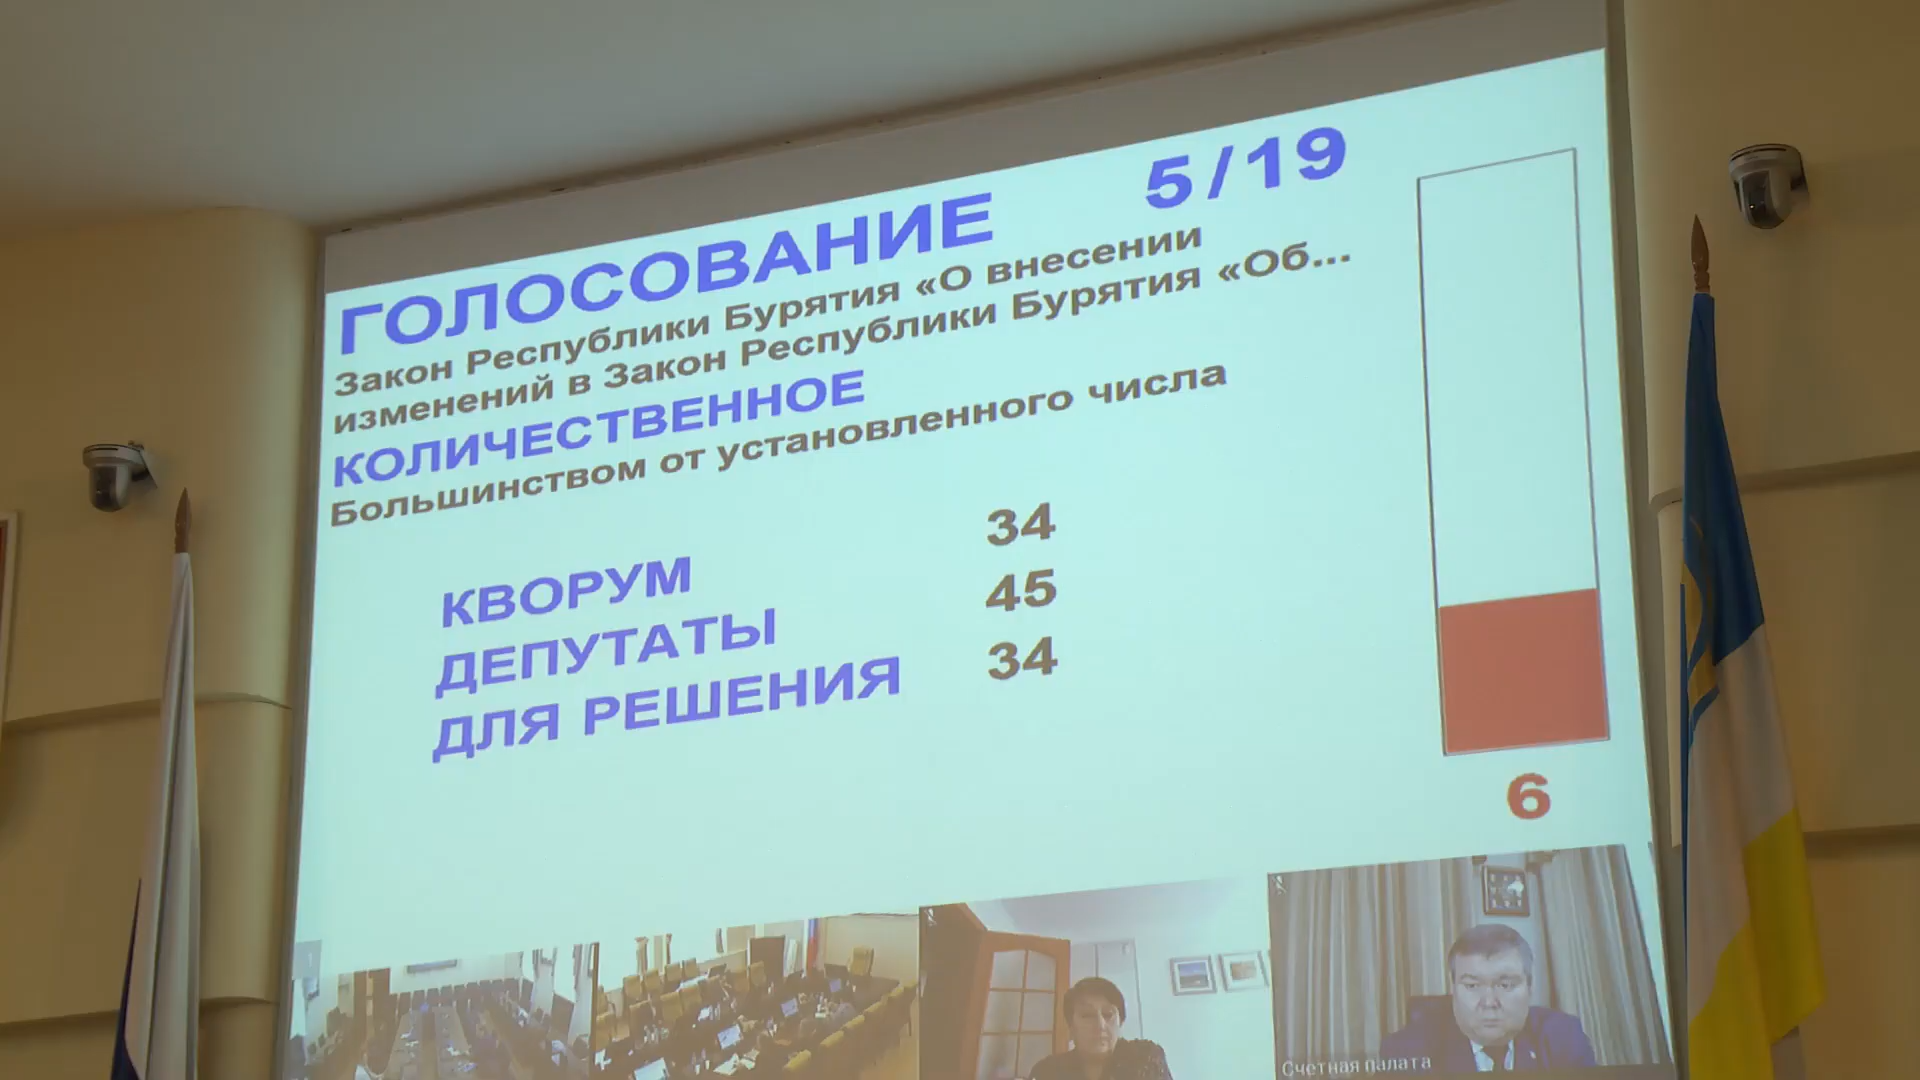 ГОЛОСОВАНИЕ 5/19
Закон Республики Бурятия «О внесении
изменений в Закон Республики Бурятия «Об...
КОЛИЧЕСТВЕННОЕ
Большинством от установленного числа
КВОРУМ 34
ДЕПУТАТЫ 45
ДЛЯ РЕШЕНИЯ 34
6
Счетная палата